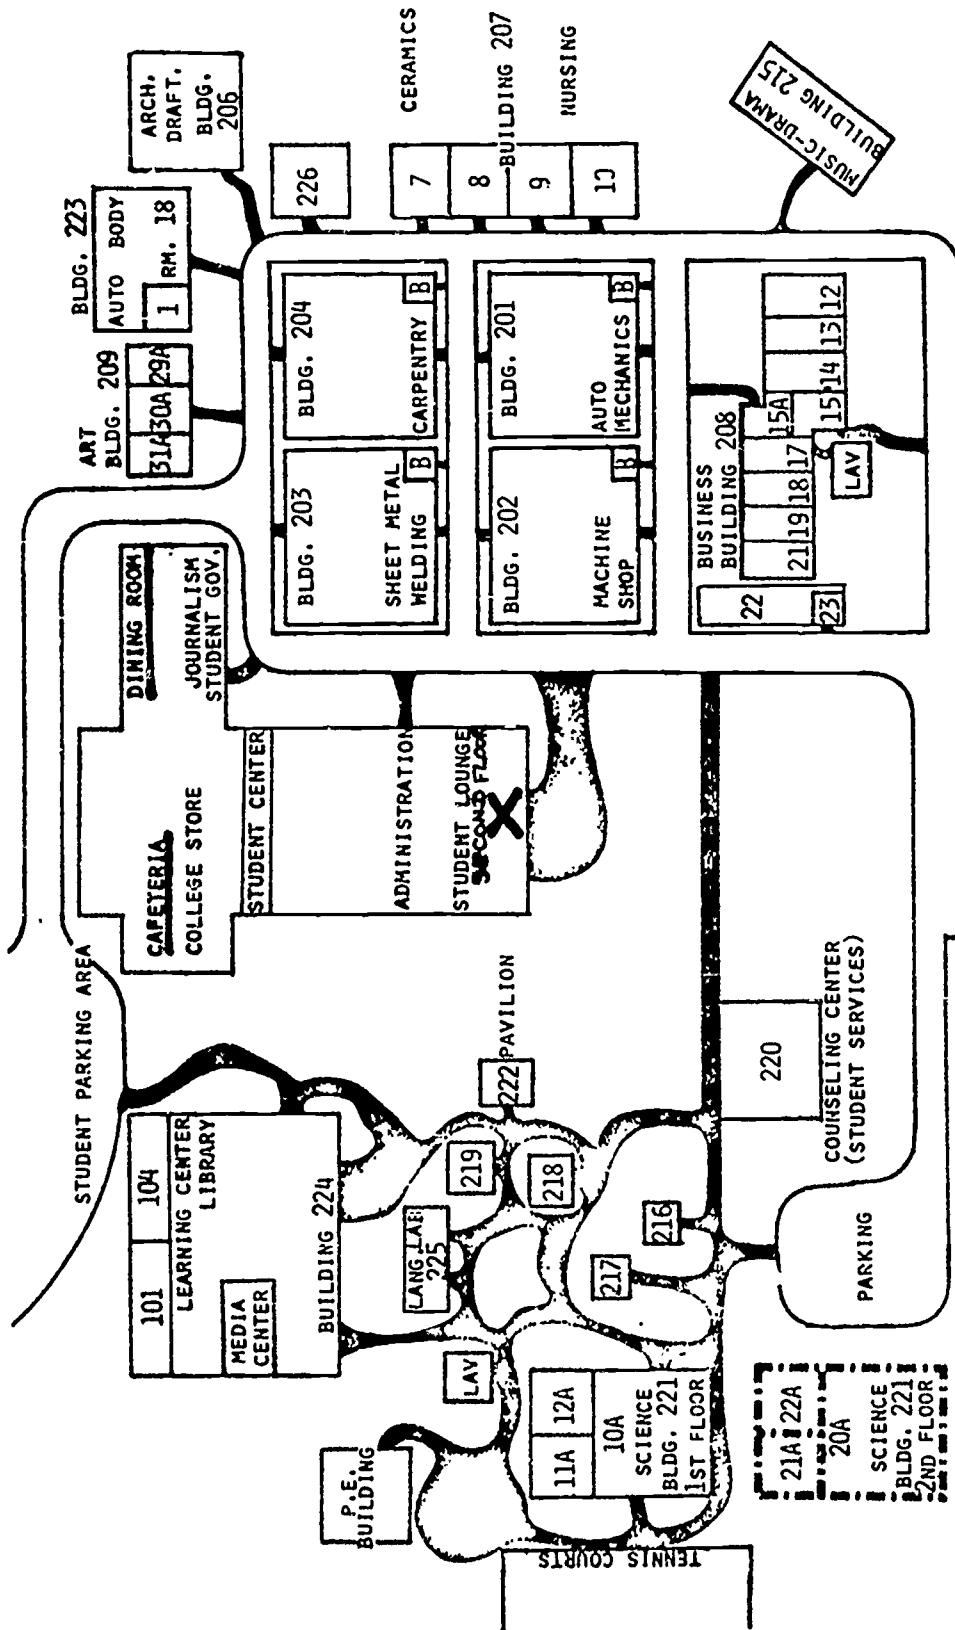 STUDENT PARKING AREA
101
104
LEARNING CENTER
LIBRARY
MEDIA
CENTER
BUILDING 224
CAFETERIA
COLLEGE STORE
DINING ROOM
JOURNALISM
STUDENT GOV.
STUDENT CENTER
ADMINISTRATION
STUDENT LOUNGE
SECOND FLOOR
X
ART
BLDG. 209
31A
30A
29A
BLDG. 223
AUTO BODY
1
RM. 18
ARCH.
DRAFT.
BLDG.
206
226
BLDG. 203
SHEET METAL
WELDING
B
BLDG. 204
CARPENTRY
B
CERAMICS
7
8
BUILDING 207
9
10
NURSING
BLDG. 202
MACHINE
SHOP
B
BLDG. 201
AUTO
MECHANICS
B
MUSIC-DRAMA
BUILDING 215
BUSINESS
BUILDING 208
22
23
21
19
18
17
15A
15
14
13
12
LAV
P.E.
BUILDING
LAV
LANG LAB
225
219
222
PAVILION
218
217
216
TENNIS COURTS
11A
12A
10A
SCIENCE
BLDG. 221
1ST FLOOR
21A
22A
20A
SCIENCE
BLDG. 221
2ND FLOOR
220
COUNSELING CENTER
(STUDENT SERVICES)
PARKING